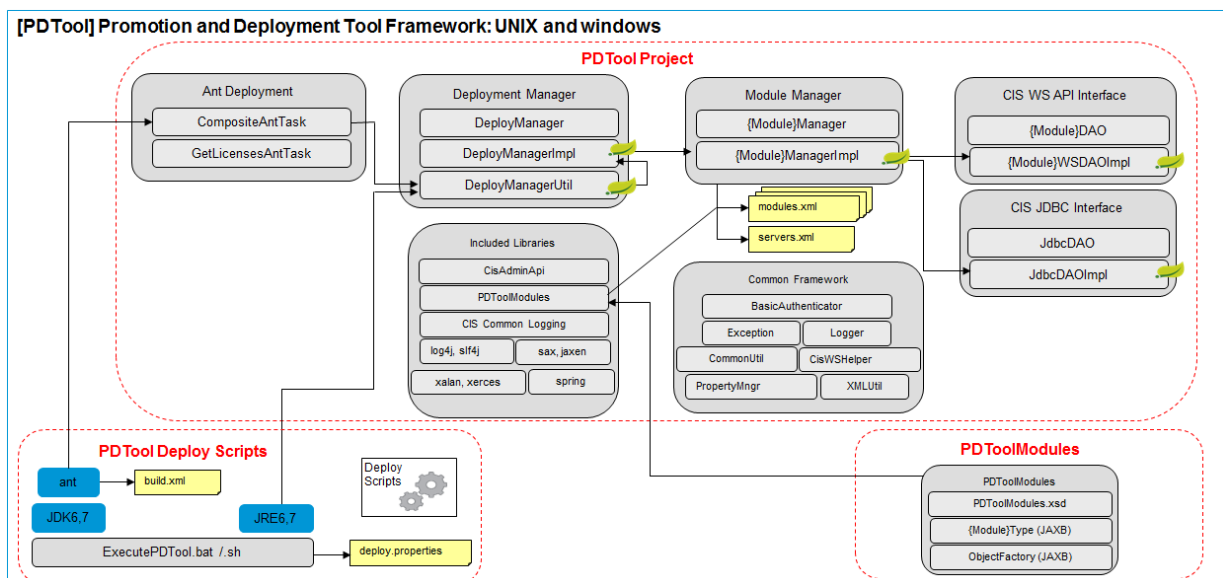 [PDTool] Promotion and Deployment Tool Framework: UNIX and windows
PDTool Project
Ant Deployment
CompositeAntTask
GetLicensesAntTask
Deployment Manager
DeployManager
DeployManagerImpl
DeployManagerUtil
Module Manager
{Module}Manager
{Module}ManagerImpl
modules.xml
servers.xml
CIS WS API Interface
{Module}DAO
{Module}WSDAOImpl
CIS JDBC Interface
JdbcDAO
JdbcDAOImpl
Included Libraries
CisAdminApi
PDToolModules
CIS Common Logging
log4j, slf4j
sax, jaxen
xalan, xerces
spring
Common Framework
BasicAuthenticator
Exception
Logger
CommonUtil
CisWSHelper
PropertyMngr
XMLUtil
PDTool Deploy Scripts
ant
build.xml
Deploy
Scripts
JDK6,7
JRE6,7
ExecutePDTool.bat /.sh
deploy.properties
PDToolModules
PDToolModules
PDToolModules.xsd
{Module}Type (JAXB)
ObjectFactory (JAXB)